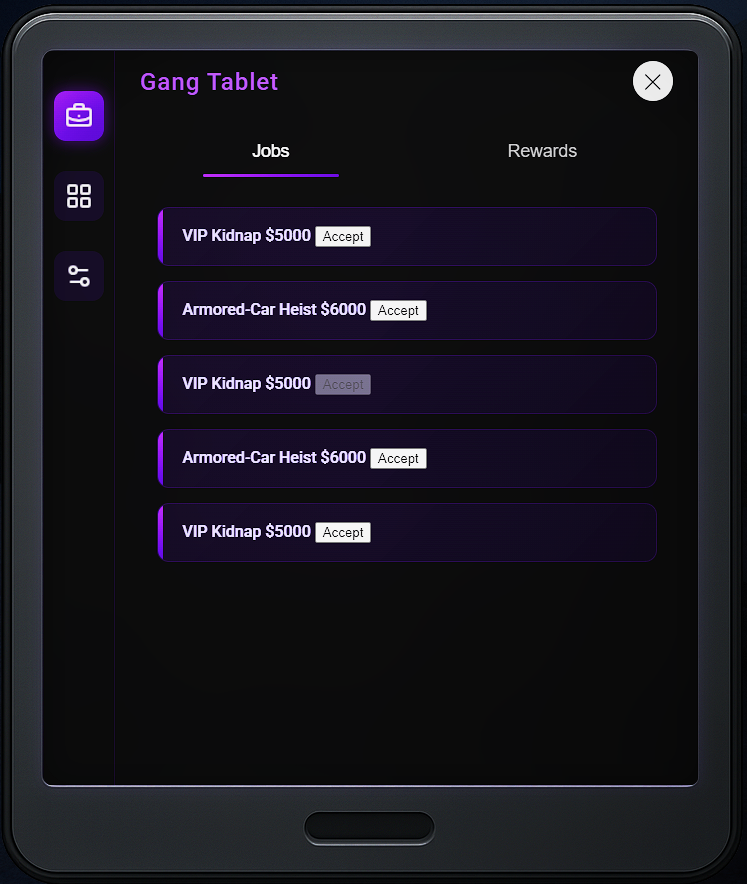 Gang Tablet
Jobs Rewards
VIP Kidnap $5000 Accept
Armored-Car Heist $6000 Accept
VIP Kidnap $5000 Accept
Armored-Car Heist $6000 Accept
VIP Kidnap $5000 Accept